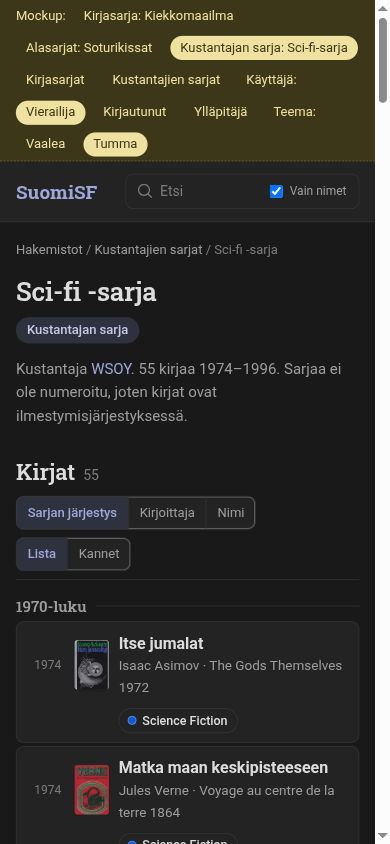 Mockup: Kirjasarja: Kiekkomaailma
Alasarjat: Soturikissat Kustantajan sarja: Sci-fi-sarja
Kirjasarjat Kustantajien sarjat Käyttäjä:
Vierailija Kirjautunut Ylläpitäjä Teema:
Vaalea Tumma
SuomiSF Etsi Vain nimet
Hakemistot / Kustantajien sarjat / Sci-fi -sarja
Sci-fi -sarja
Kustantajan sarja
Kustantaja WSOY. 55 kirjaa 1974–1996. Sarjaa ei
ole numeroitu, joten kirjat ovat
ilmestymisjärjestyksessä.
Kirjat 55
Sarjan järjestys Kirjoittaja Nimi
Lista Kannet
1970-luku
Itse jumalat
1974 Isaac Asimov · The Gods Themselves
1972
Science Fiction
Matka maan keskipisteeseen
1974 Jules Verne · Voyage au centre de la
terre 1864
Science Fiction